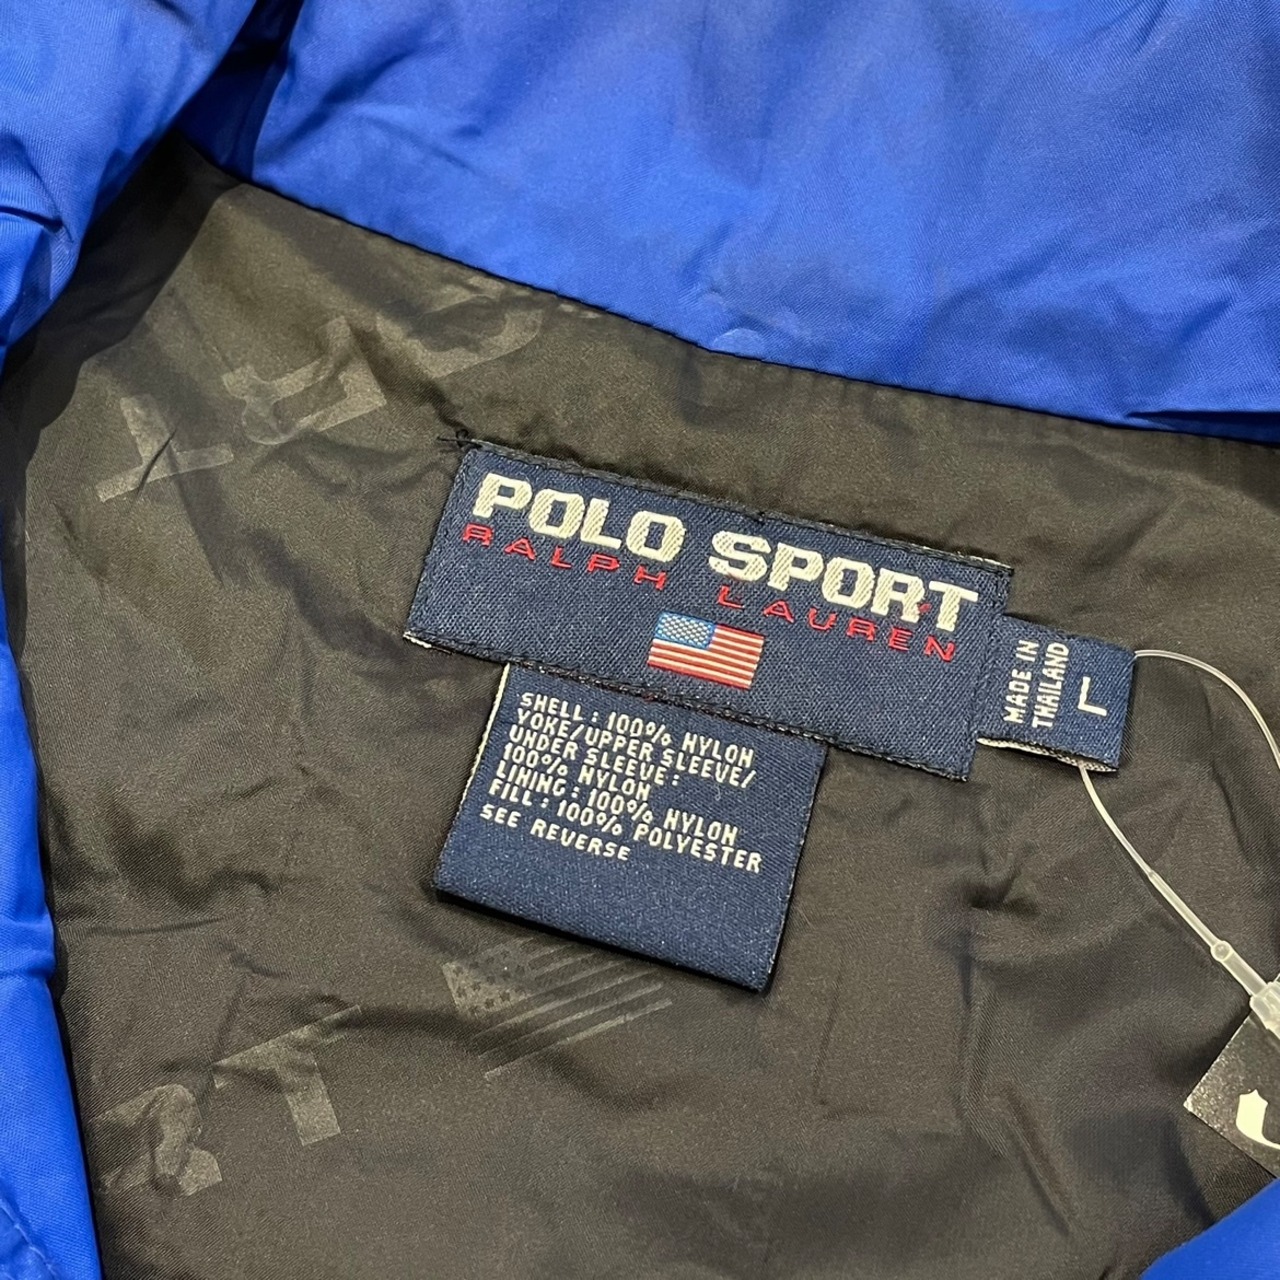 POLO SPORT
RALPH LAUREN
MADE IN
THAILAND
L
SHELL: 100% NYLON
YOKE/UPPER SLEEVE/
UNDER SLEEVE:
100% NYLON
LINING: 100% NYLON
FILL: 100% POLYESTER
SEE REVERSE